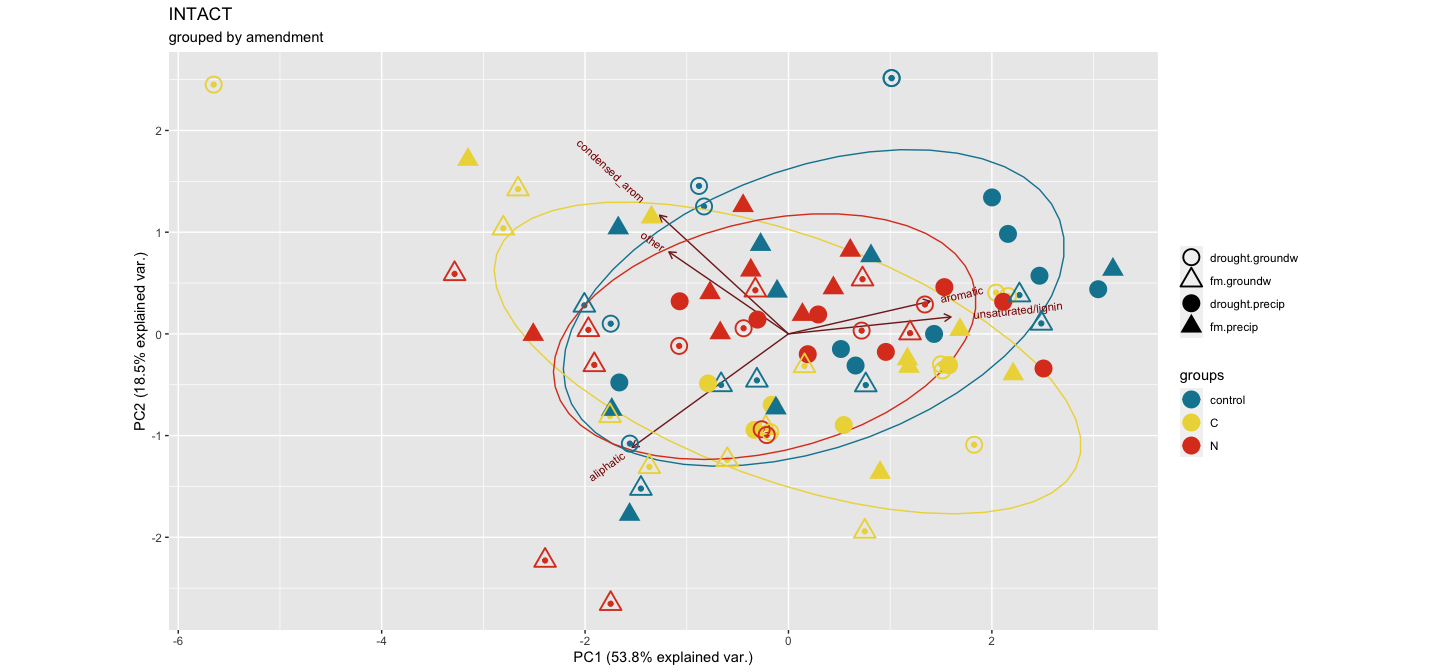 INTACT
grouped by amendment
condensed_arom
other
aromatic
unsaturated/lignin
aliphatic
2
1
0
-1
-2
PC2 (18.5% explained var.)
-6
-4
-2
0
2
PC1 (53.8% explained var.)
drought.groundw
fm.groundw
drought.precip
fm.precip
groups
control
C
N